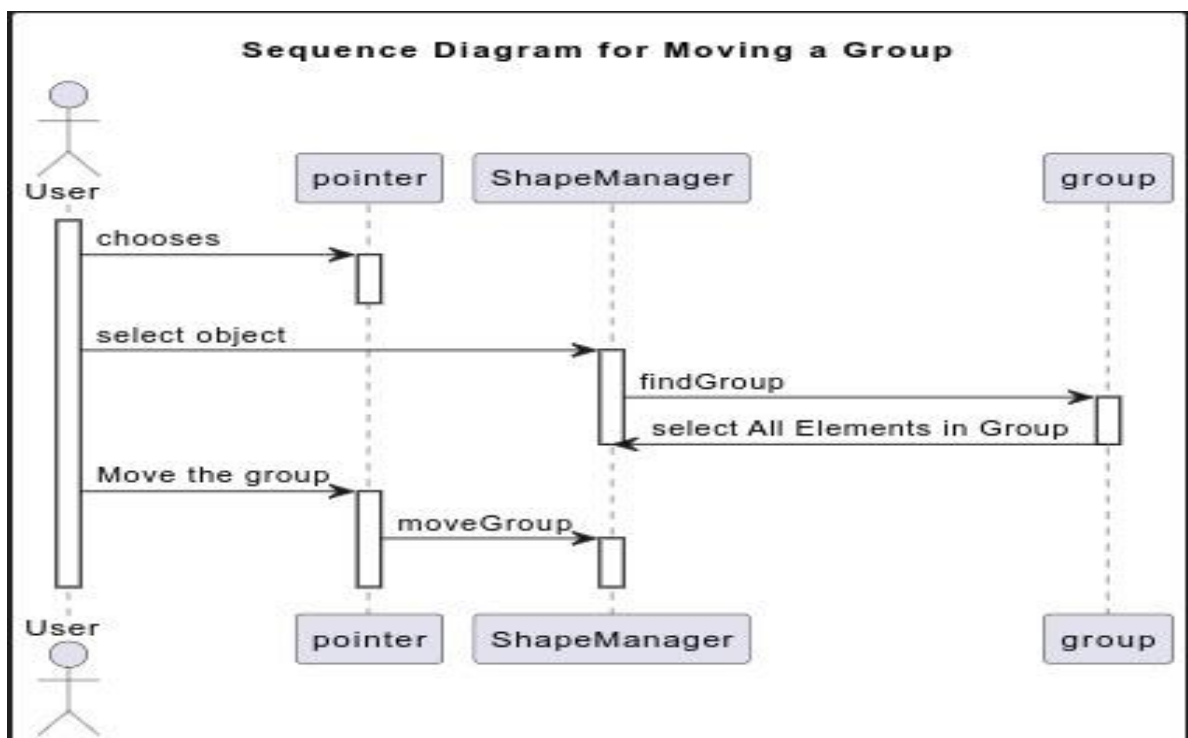 Sequence Diagram for Moving a Group
User
pointer
ShapeManager
group
chooses
select object
findGroup
select All Elements in Group
Move the group
moveGroup
User
pointer
ShapeManager
group